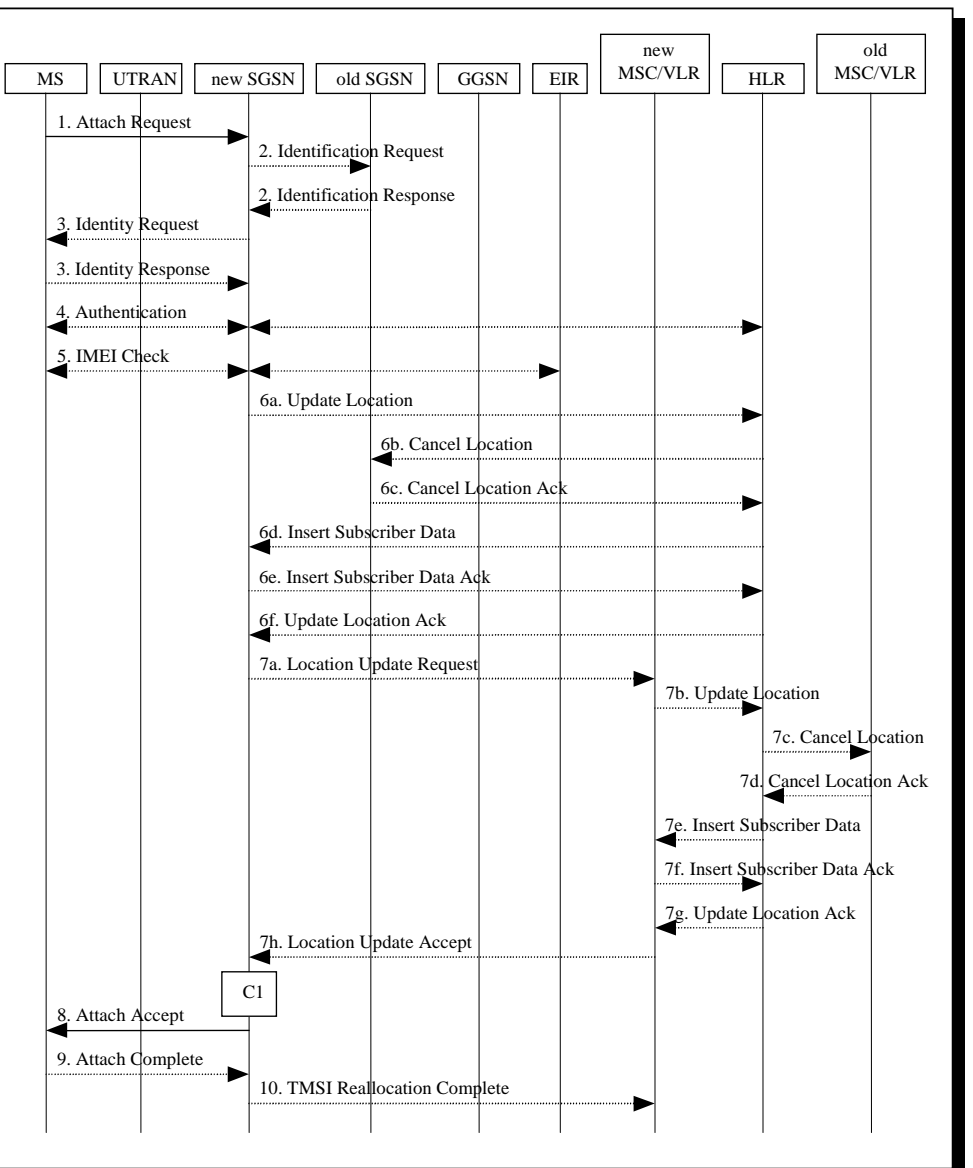 new
MSC/VLR
old
MSC/VLR
MS
UTRAN
new SGSN
old SGSN
GGSN
EIR
HLR
1. Attach Request
2. Identification Request
2. Identification Response
3. Identity Request
3. Identity Response
4. Authentication
5. IMEI Check
6a. Update Location
6b. Cancel Location
6c. Cancel Location Ack
6d. Insert Subscriber Data
6e. Insert Subscriber Data Ack
6f. Update Location Ack
7a. Location Update Request
7b. Update Location
7c. Cancel Location
7d. Cancel Location Ack
7e. Insert Subscriber Data
7f. Insert Subscriber Data Ack
7g. Update Location Ack
7h. Location Update Accept
C1
8. Attach Accept
9. Attach Complete
10. TMSI Reallocation Complete